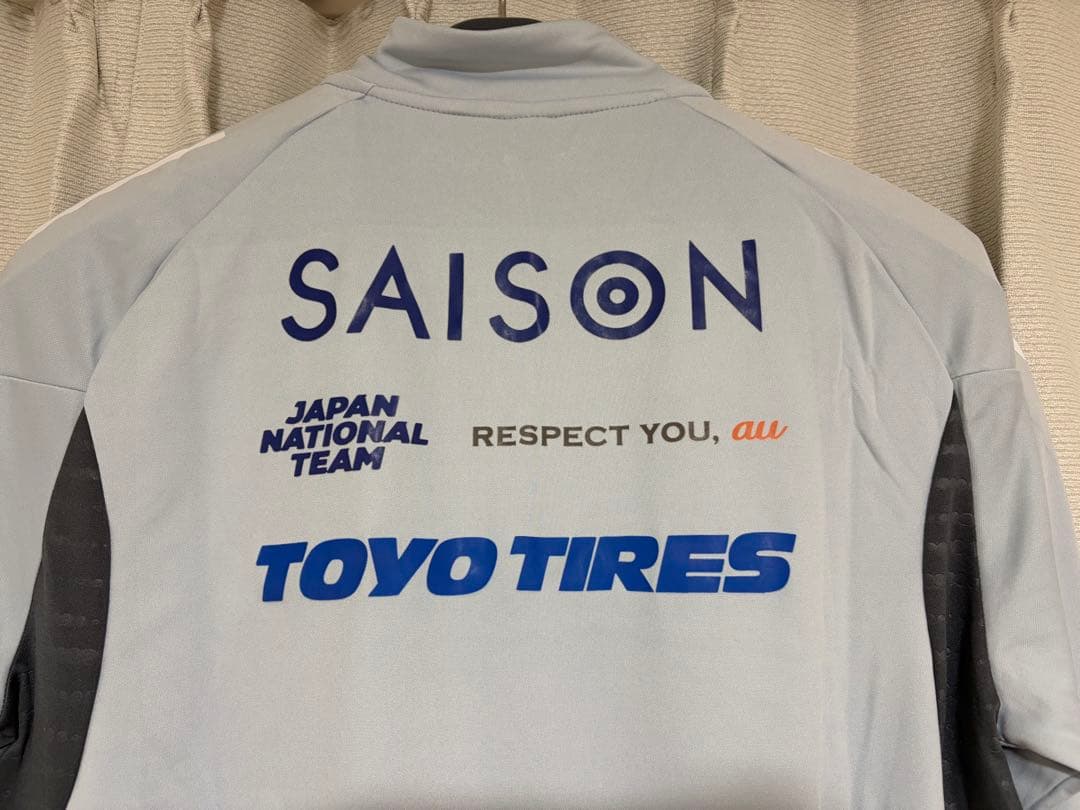 SAISON
JAPAN
NATIONAL
TEAM
RESPECT YOU, au
TOYO TIRES